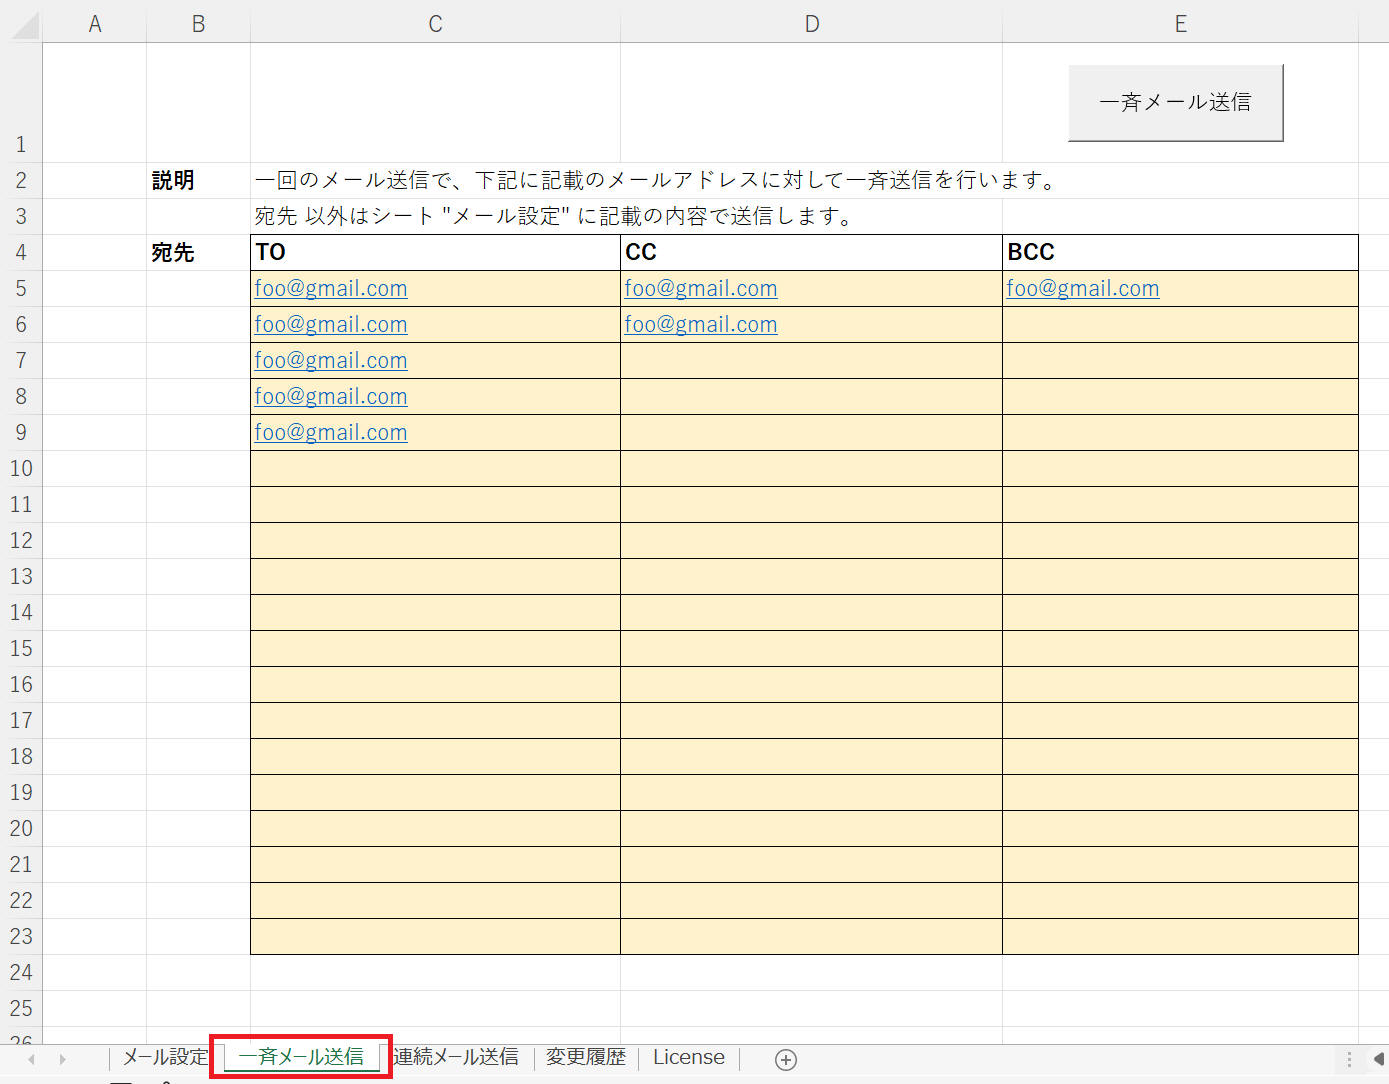 A B C D E
一斉メール送信
1
2 説明 一回のメール送信で、下記に記載のメールアドレスに対して一斉送信を行います。
3 宛先 以外はシート "メール設定" に記載の内容で送信します。
4 宛先 TO CC BCC
5 foo@gmail.com foo@gmail.com foo@gmail.com
6 foo@gmail.com foo@gmail.com
7 foo@gmail.com
8 foo@gmail.com
9 foo@gmail.com
10
11
12
13
14
15
16
17
18
19
20
21
22
23
24
25
26
メール設定 一斉メール送信 連続メール送信 変更履歴 License